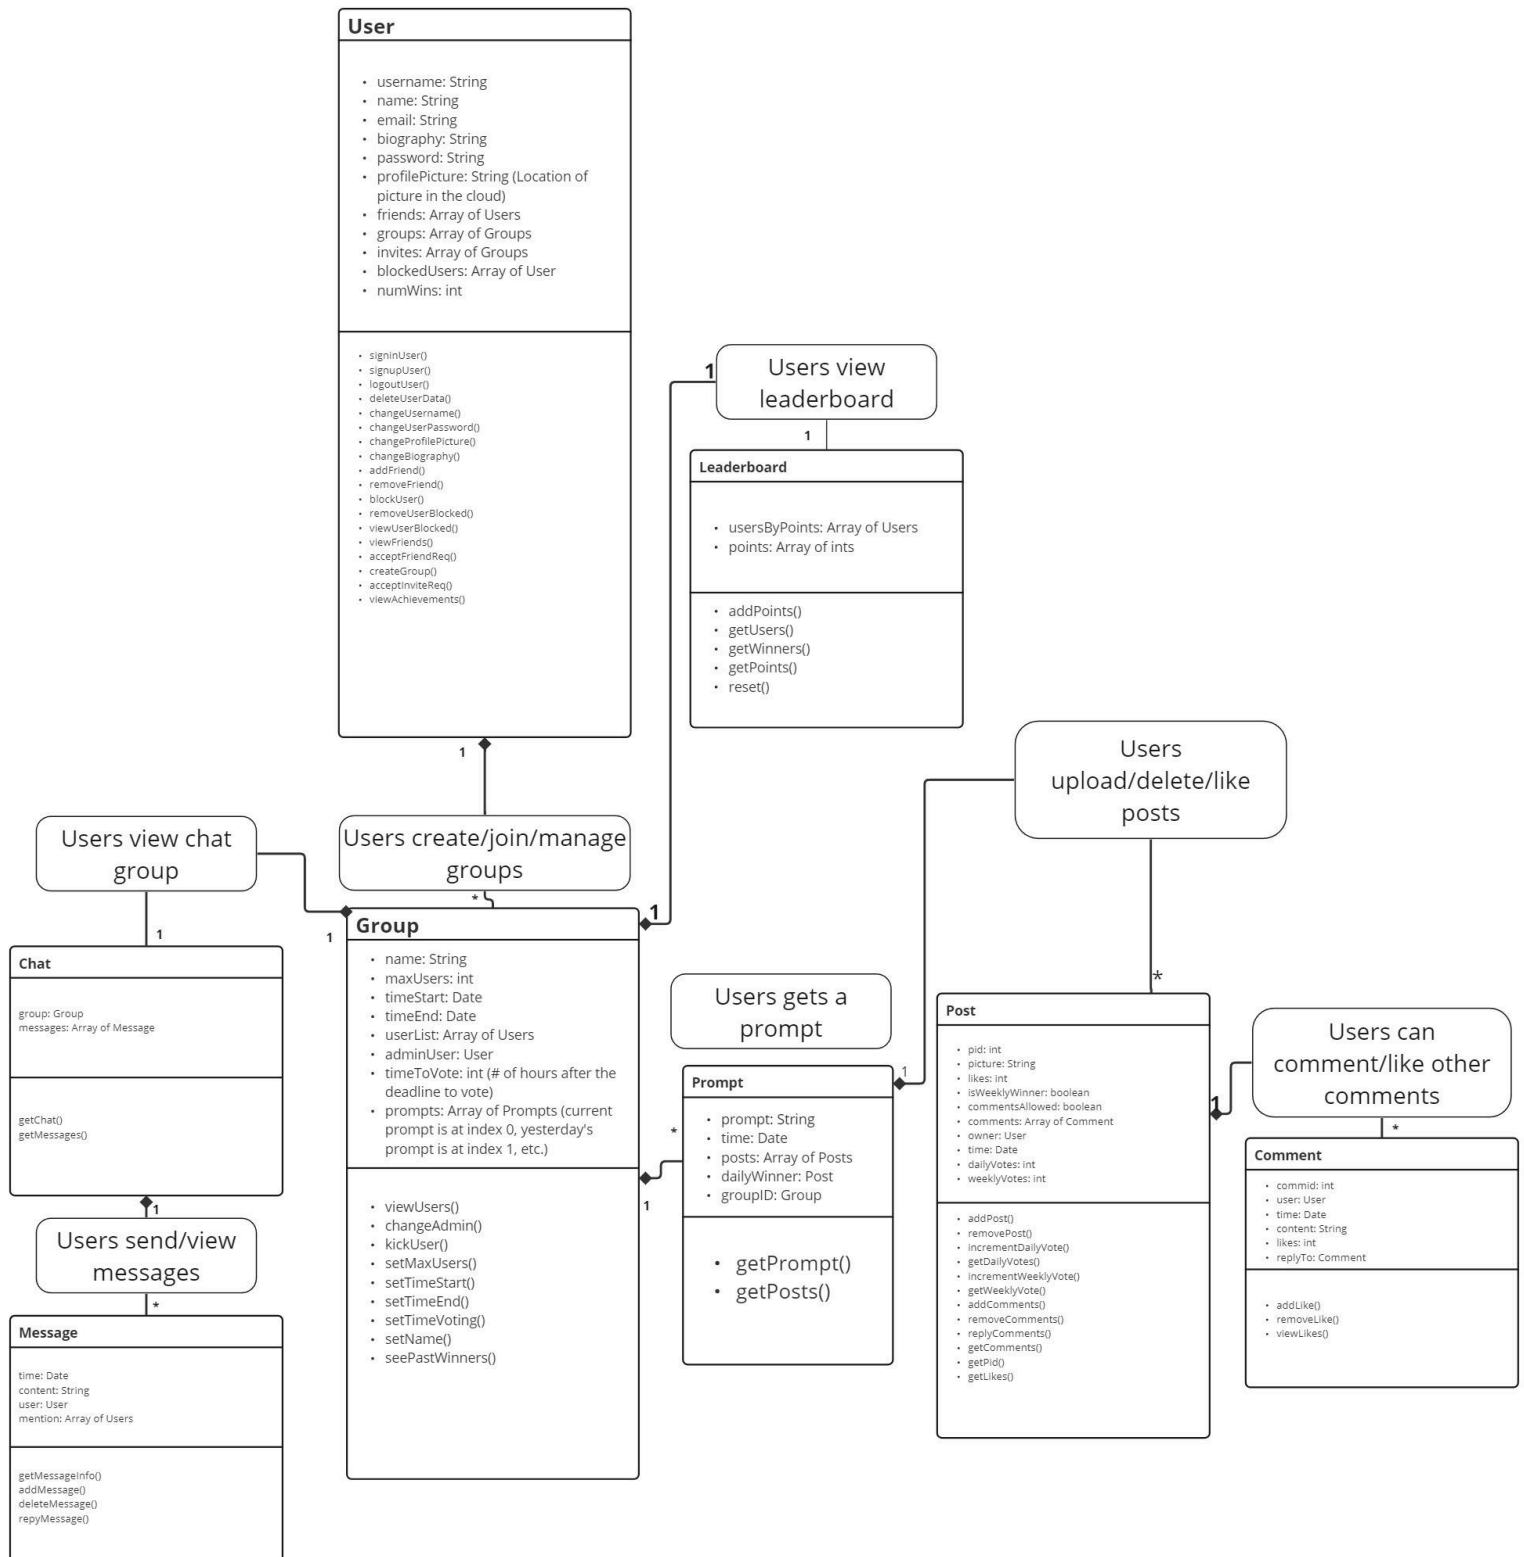 User
• username: String
• name: String
• email: String
• biography: String
• password: String
• profilePicture: String (Location of
picture in the cloud)
• friends: Array of Users
• groups: Array of Groups
• invites: Array of Groups
• blockedUsers: Array of User
• numWins: int
• signinUser()
• signupUser()
• logoutUser()
• deleteUserData()
• changeUsername()
• changeUserPassword()
• changeProfilePicture()
• changeBiography()
• addFriend()
• removeFriend()
• blockUser()
• removeUserBlocked()
• viewUserBlocked()
• viewFriends()
• acceptFriendReq()
• createGroup()
• acceptInviteReq()
• viewAchievements()
1
Users view
leaderboard
1
1
Leaderboard
• usersByPoints: Array of Users
• points: Array of ints
• addPoints()
• getUsers()
• getWinners()
• getPoints()
• reset()
Users create/join/manage
groups
*
Users view chat
group
1
1
Chat
group: Group
messages: Array of Message
getChat()
getMessages()
1
Users send/view
messages
*
Message
time: Date
content: String
user: User
mention: Array of Users
getMessageInfo()
addMessage()
deleteMessage()
repyMessage()
Group
1
• name: String
• maxUsers: int
• timeStart: Date
• timeEnd: Date
• userList: Array of Users
• adminUser: User
• timeToVote: int (# of hours after the
deadline to vote)
• prompts: Array of Prompts (current
prompt is at index 0, yesterday's
prompt is at index 1, etc.)
• viewUsers()
• changeAdmin()
• kickUser()
• setMaxUsers()
• setTimeStart()
• setTimeEnd()
• setTimeVoting()
• setName()
• seePastWinners()
1
*
Users gets a
prompt
Prompt
1
• prompt: String
• time: Date
• posts: Array of Posts
• dailyWinner: Post
• groupID: Group
• getPrompt()
• getPosts()
Users
upload/delete/like
posts
*
Post
• pid: int
• picture: String
• likes: int
• isWeeklyWinner: boolean
• commentsAllowed: boolean
• comments: Array of Comment
• owner: User
• time: Date
• dailyVotes: int
• weeklyVotes: int
• addPost()
• removePost()
• incrementDailyVote()
• getDailyVotes()
• incrementWeeklyVote()
• getWeeklyVote()
• addComments()
• removeComments()
• replyComments()
• getComments()
• getPid()
• getLikes()
1
Users can
comment/like other
comments
*
Comment
• commid: int
• user: User
• time: Date
• content: String
• likes: int
• replyTo: Comment
• addLike()
• removeLike()
• viewLikes()